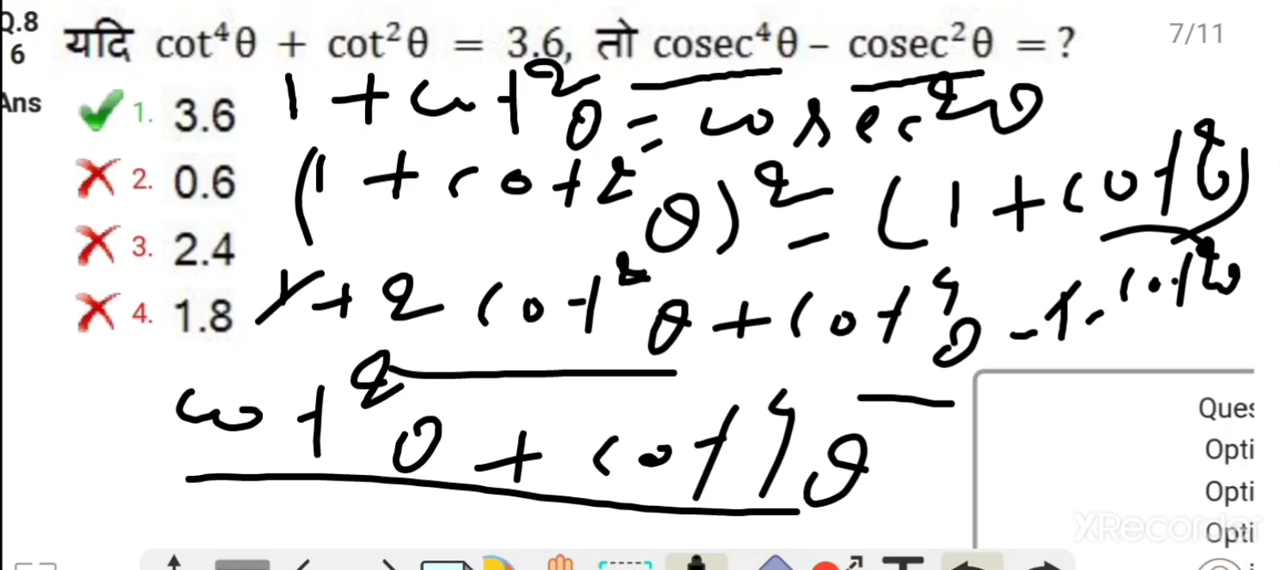 Q.8
6
यदि cot⁴θ + cot²θ = 3.6, तो cosec⁴θ – cosec²θ = ?
7/11
Ans
1. 3.6
2. 0.6
3. 2.4
4. 1.8
1 + cot²θ = cosec²θ
(1 + cot²θ)² = (1 + cot²θ)
1 + 2 cot²θ + cot⁴θ - 1 - cot²θ
cot²θ + cot⁴θ
Ques
Opti
Opti
Opti
XRecorder